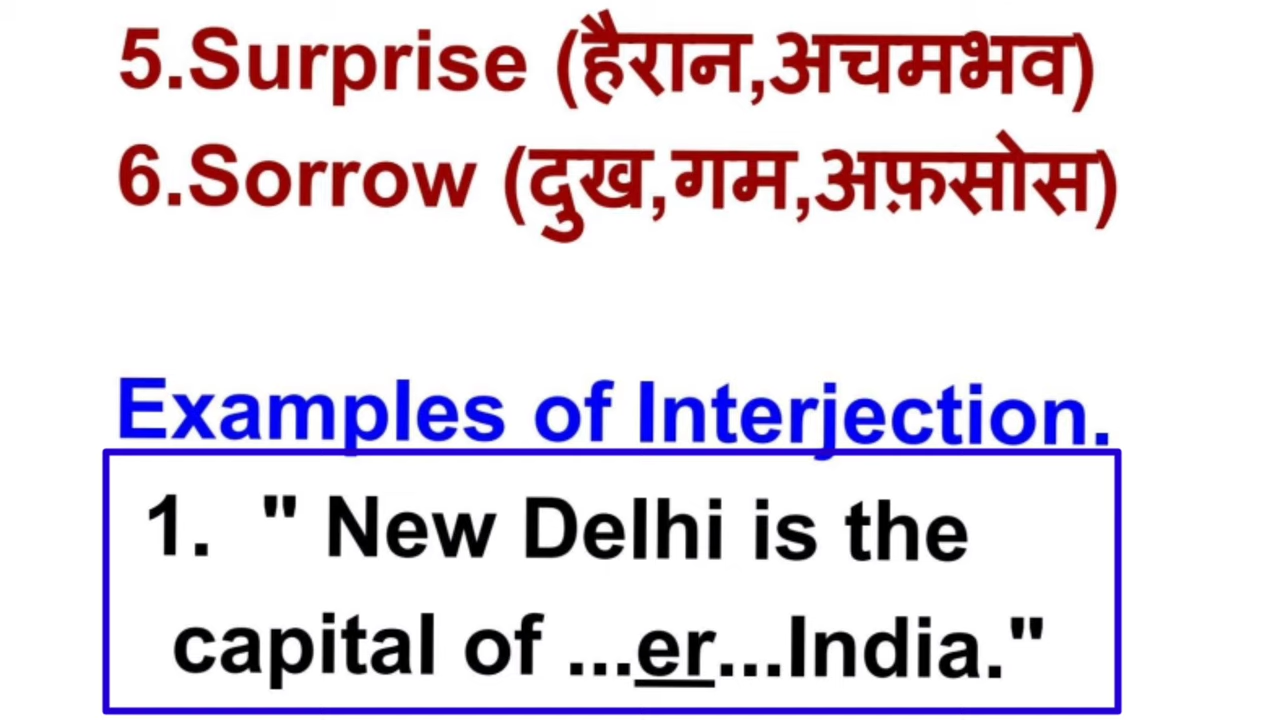 5.Surprise (हैरान,अचमभव)
6.Sorrow (दुख,गम,अफ़सोस)
Examples of Interjection.
1. " New Delhi is the
capital of ...er...India."